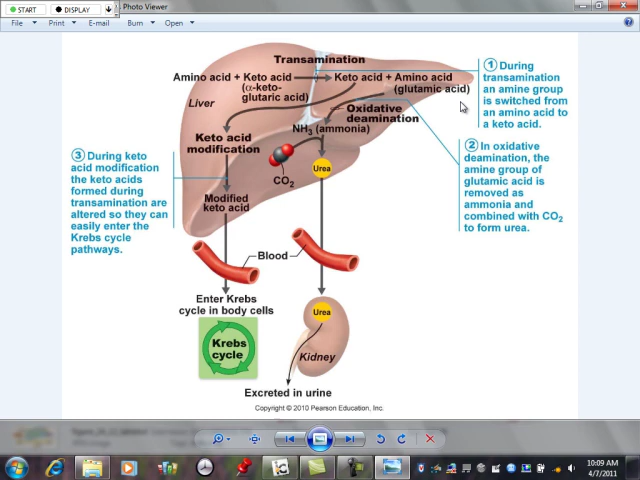 START
DISPLAY
Photo Viewer
File
Print
E-mail
Burn
Open
Transamination
Amino acid + Keto acid
(α-keto-
glutaric acid)
Keto acid + Amino acid
(glutamic acid)
Liver
Oxidative
deamination
NH3 (ammonia)
Keto acid
modification
Urea
CO2
Modified
keto acid
1 During
transamination
an amine group
is switched from
an amino acid to
a keto acid.
2 In oxidative
deamination, the
amine group of
glutamic acid is
removed as
ammonia and
combined with CO2
to form urea.
3 During keto
acid modification
the keto acids
formed during
transamination are
altered so they can
easily enter the
Krebs cycle
pathways.
Blood
Enter Krebs
cycle in body cells
Krebs
cycle
Urea
Kidney
Excreted in urine
Copyright © 2010 Pearson Education, Inc.
10:09 AM
4/7/2011